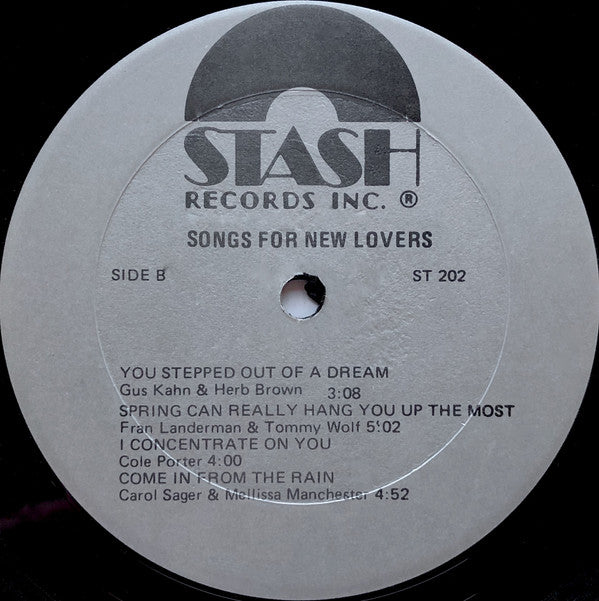 STASH
RECORDS INC. ®
SONGS FOR NEW LOVERS
SIDE B ST 202
YOU STEPPED OUT OF A DREAM
Gus Kahn & Herb Brown 3:08
SPRING CAN REALLY HANG YOU UP THE MOST
Fran Landerman & Tommy Wolf 5:02
I CONCENTRATE ON YOU
Cole Porter 4:00
COME IN FROM THE RAIN
Carol Sager & Mellissa Manchester 4:52